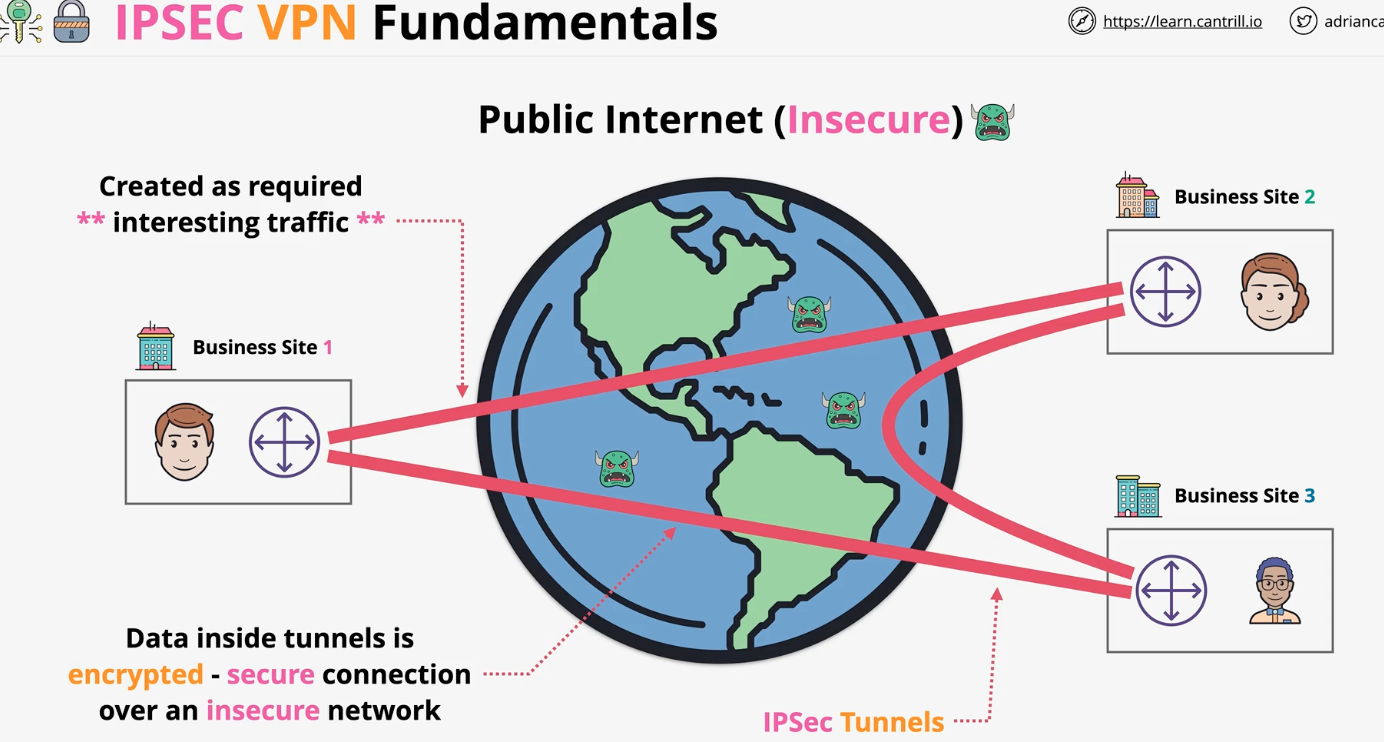 IPSEC VPN Fundamentals
https://learn.cantrill.io
adrianca
Public Internet (Insecure)
Created as required
** interesting traffic **
Business Site 2
Business Site 1
Business Site 3
Data inside tunnels is
encrypted - secure connection
over an insecure network
IPSec Tunnels